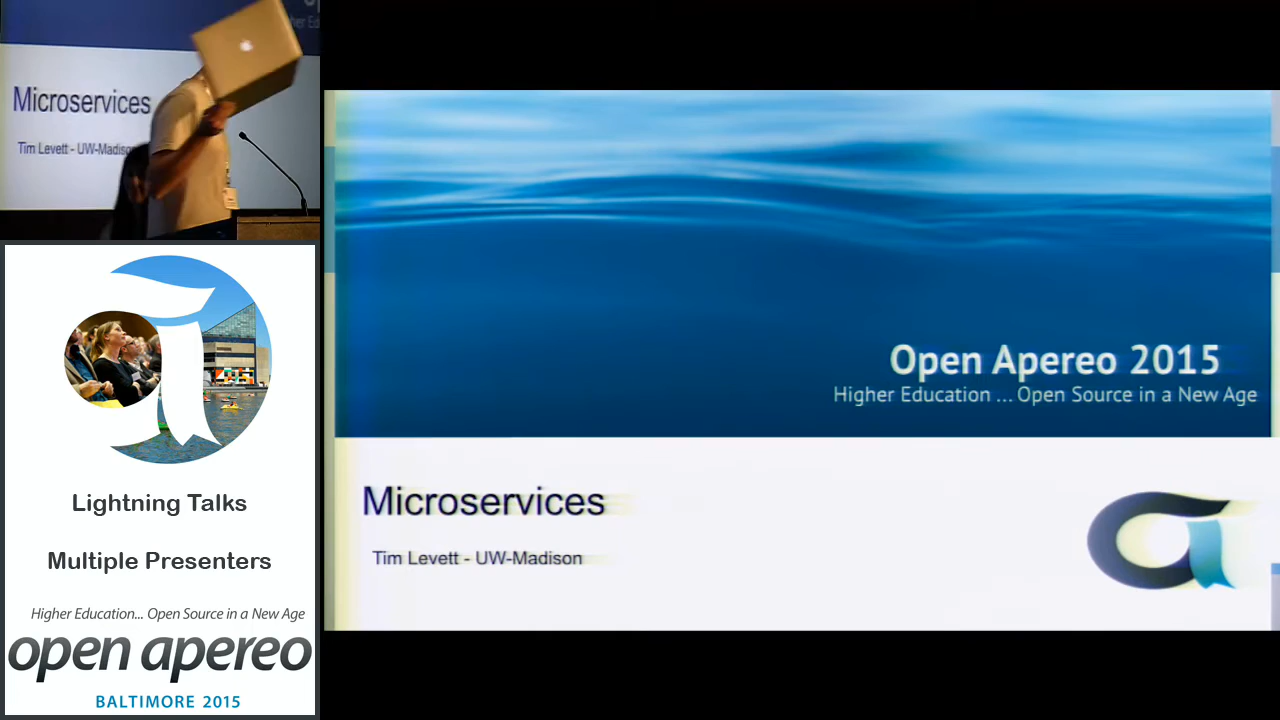 Microservices
Tim Levett - UW-Madison
Lightning Talks
Multiple Presenters
Higher Education... Open Source in a New Age
open apereo
BALTIMORE 2015
Open Apereo 2015
Higher Education ... Open Source in a New Age
Microservices
Tim Levett - UW-Madison